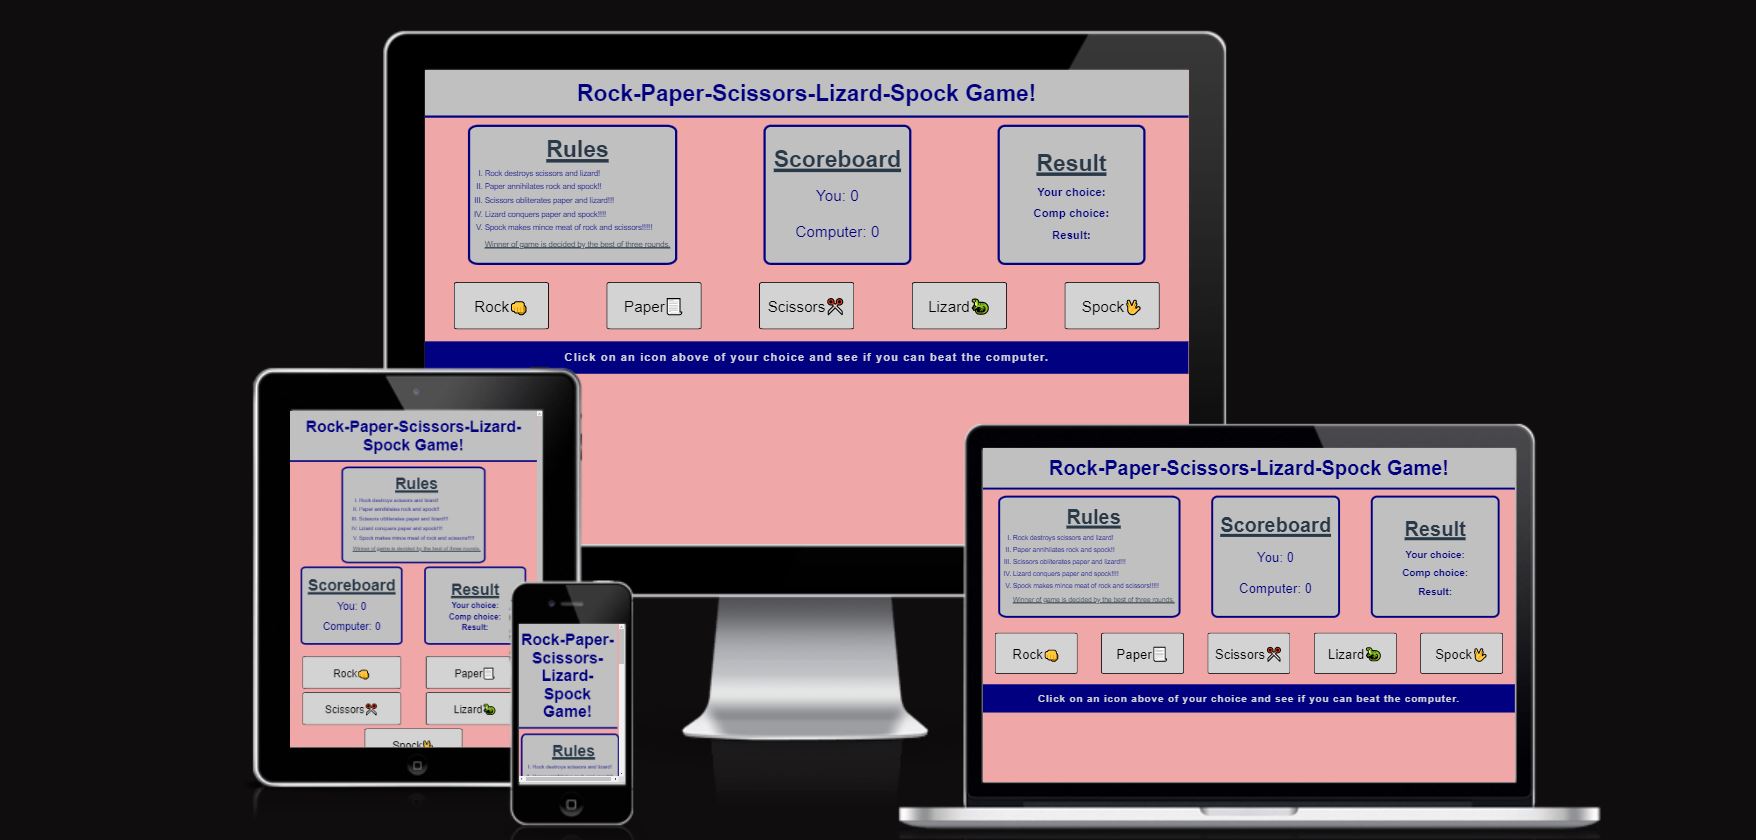 Rock-Paper-Scissors-Lizard-Spock Game!
Rules
I. Rock destroys scissors and lizard!
II. Paper annihilates rock and spock!!
III. Scissors obliterates paper and lizard!!!
IV. Lizard conquers paper and spock!!!!
V. Spock makes mince meat of rock and scissors!!!!!!
Winner of game is decided by the best of three rounds.
Scoreboard
You: 0
Computer: 0
Result
Your choice:
Comp choice:
Result:
Rock
Paper
Scissors
Lizard
Spock
Click on an icon above of your choice and see if you can beat the computer.
Rock-Paper-Scissors-Lizard-
Spock Game!
Rules
I. Rock destroys scissors and lizard!
II. Paper annihilates rock and spock!!
III. Scissors obliterates paper and lizard!!!
IV. Lizard conquers paper and spock!!!!
V. Spock makes mince meat of rock and scissors!!!!!!
Winner of game is decided by the best of three rounds.
Scoreboard
You: 0
Computer: 0
Result
Your choice:
Comp choice:
Result:
Rock
Paper
Scissors
Lizard
Spock
Rock-Paper-
Scissors-
Lizard-
Spock
Game!
Rules
I. Rock destroys scissors and lizard!
Rock-Paper-Scissors-Lizard-Spock Game!
Rules
I. Rock destroys scissors and lizard!
II. Paper annihilates rock and spock!!
III. Scissors obliterates paper and lizard!!!
IV. Lizard conquers paper and spock!!!!
V. Spock makes mince meat of rock and scissors!!!!!!
Winner of game is decided by the best of three rounds.
Scoreboard
You: 0
Computer: 0
Result
Your choice:
Comp choice:
Result:
Rock
Paper
Scissors
Lizard
Spock
Click on an icon above of your choice and see if you can beat the computer.